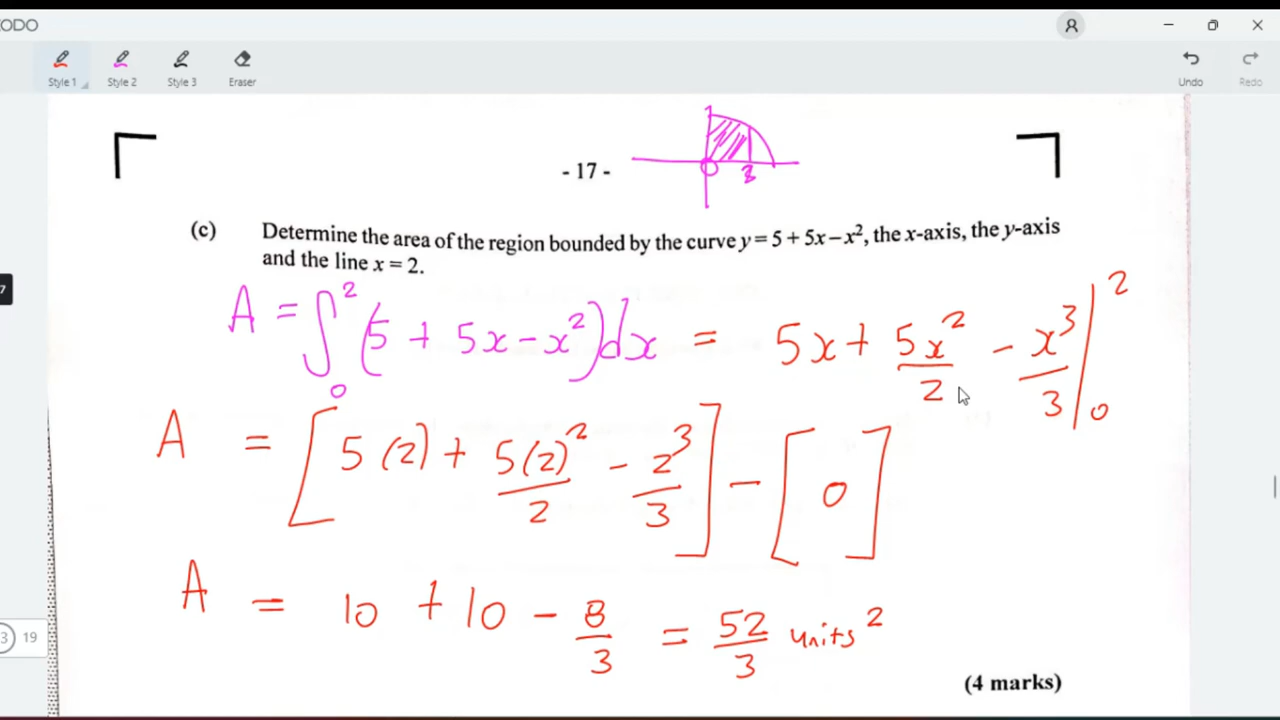 ODO
Style 1
Style 2
Style 3
Eraser
Undo
Redo
- 17 -
(c) Determine the area of the region bounded by the curve y = 5 + 5x – x², the x-axis, the y-axis
and the line x = 2.
A = ∫₀² (5 + 5x - x²)dx = 5x + 5x²/2 - x³/3 |₀²
A = [5(2) + 5(2)²/2 - 2³/3] - [0]
A = 10 + 10 - 8/3 = 52/3 units²
(4 marks)
7
3 19